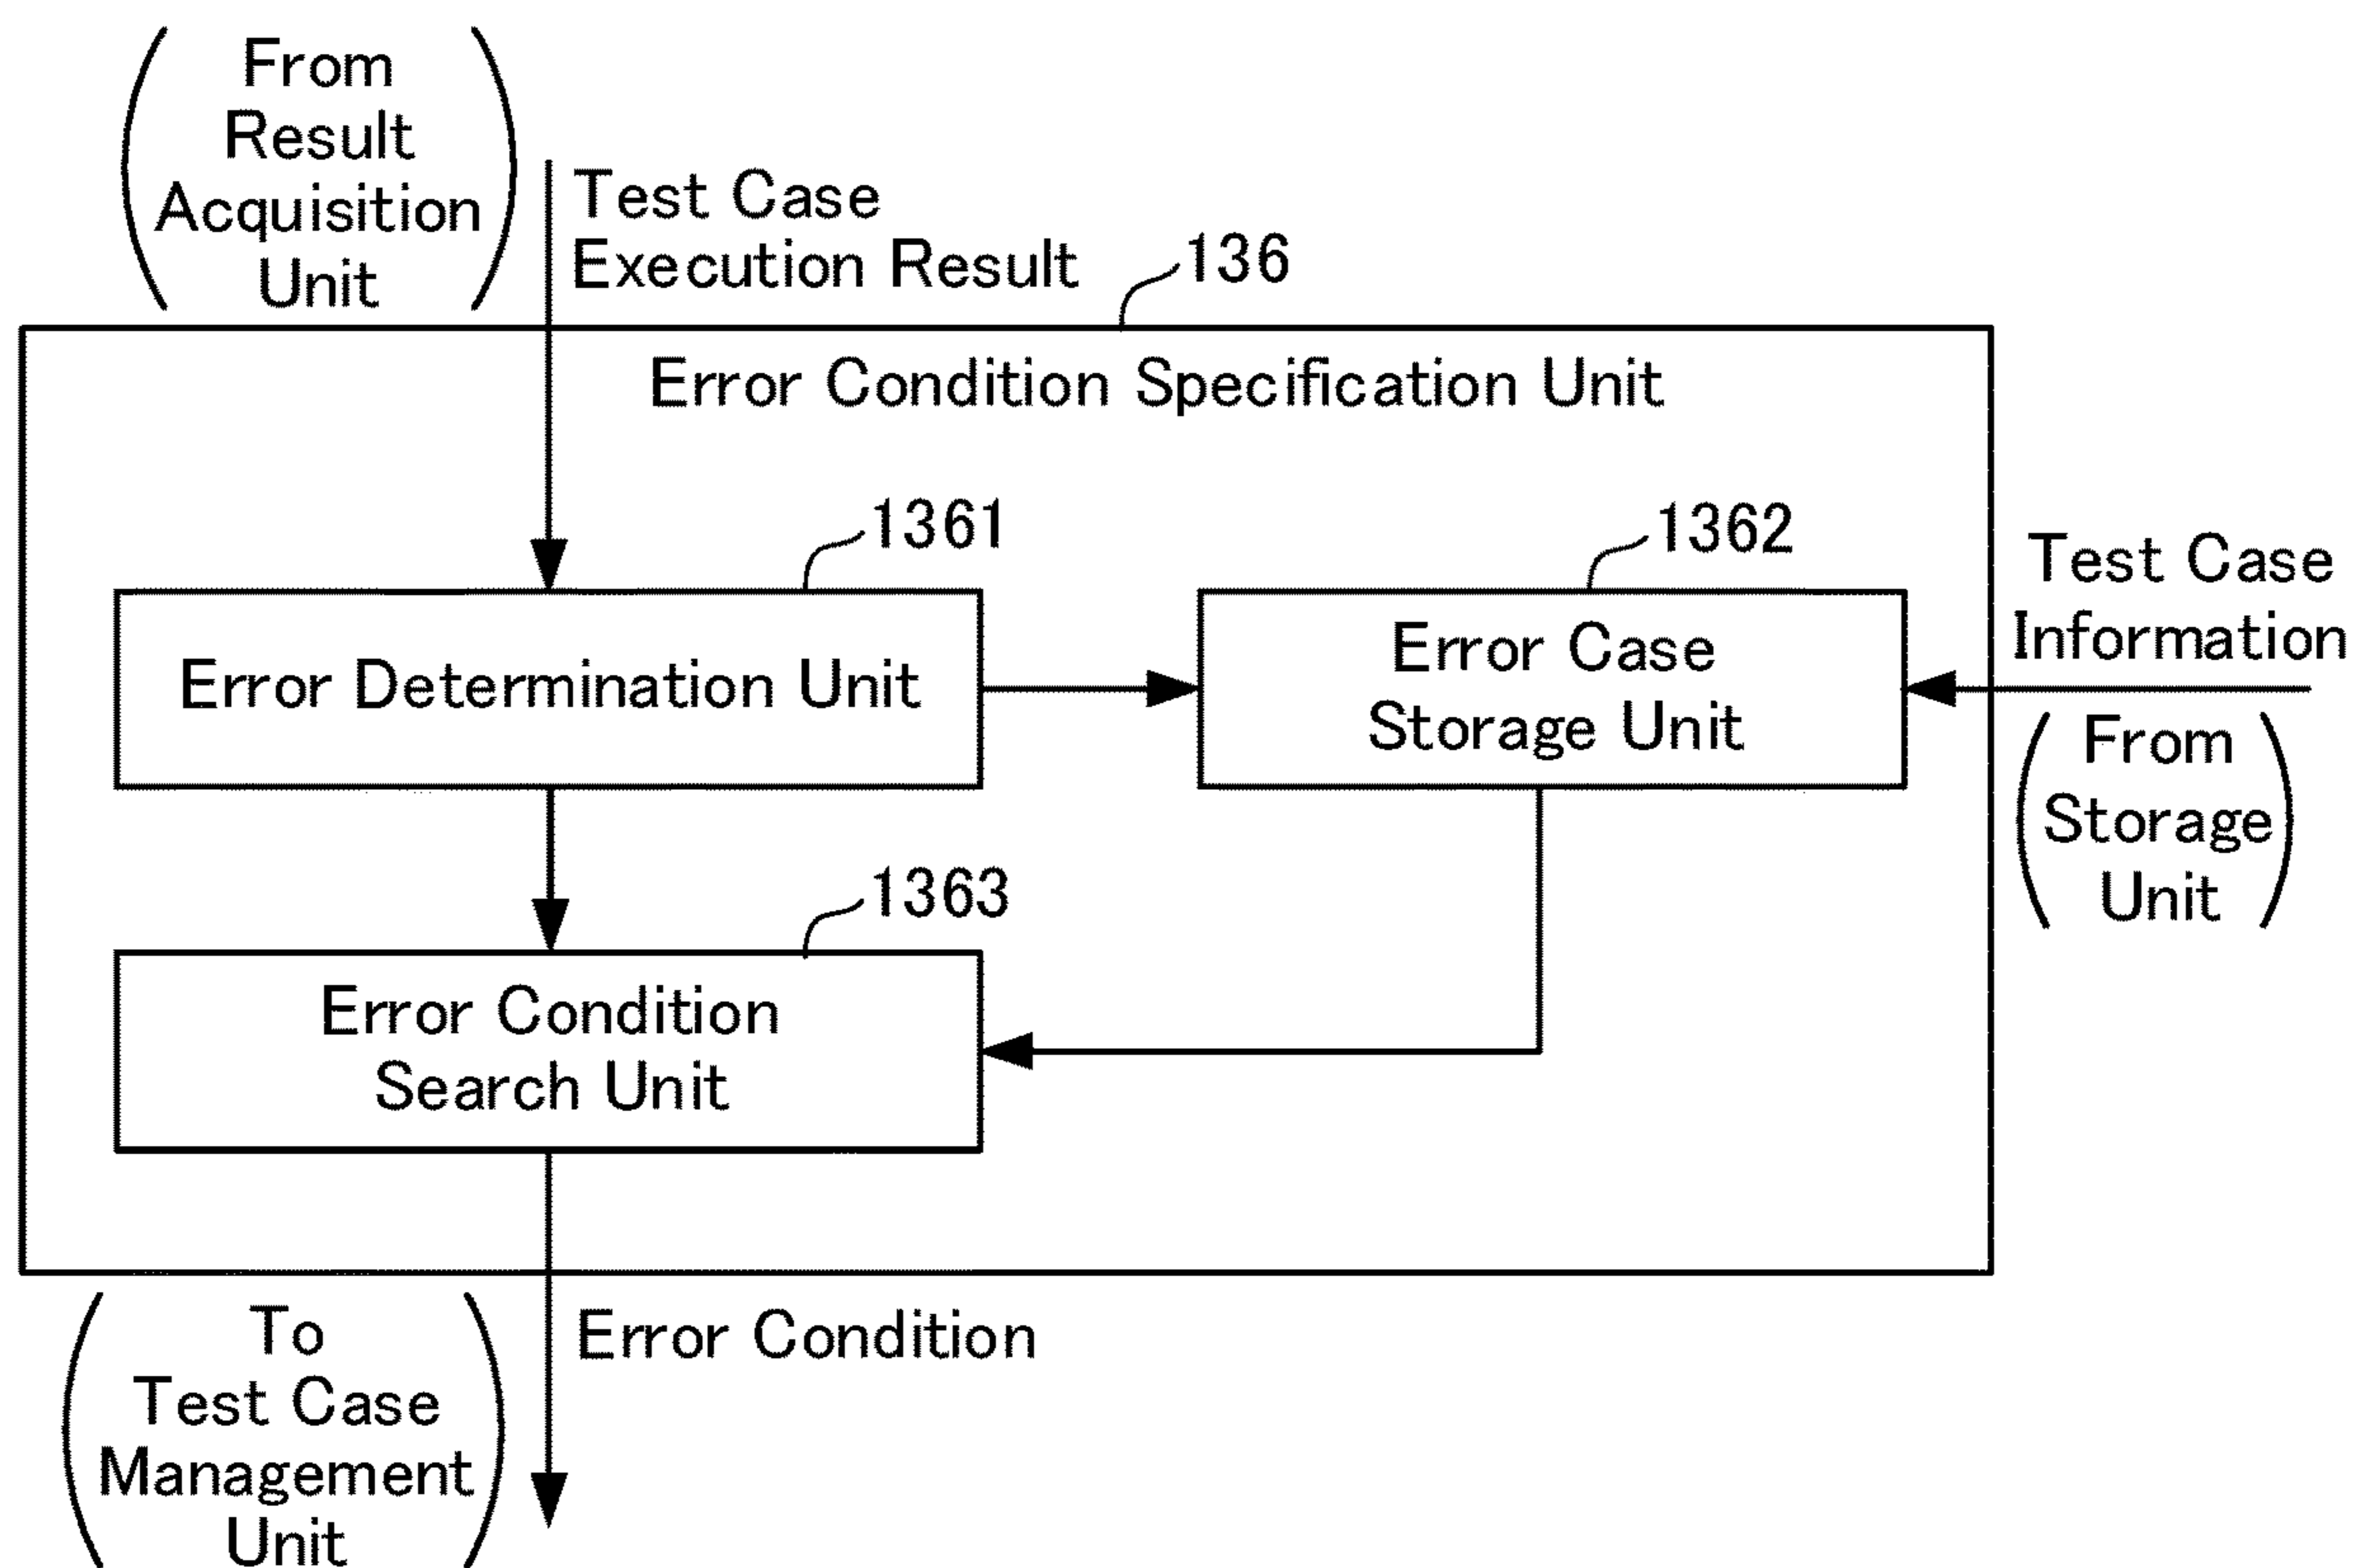 From
Result
Acquisition
Unit
Test Case
Execution Result
136
Error Condition Specification Unit
1361
1362
Test Case
Information
Error Determination Unit
Error Case
Storage Unit
From
Storage
Unit
1363
Error Condition
Search Unit
To
Test Case
Management
Unit
Error Condition